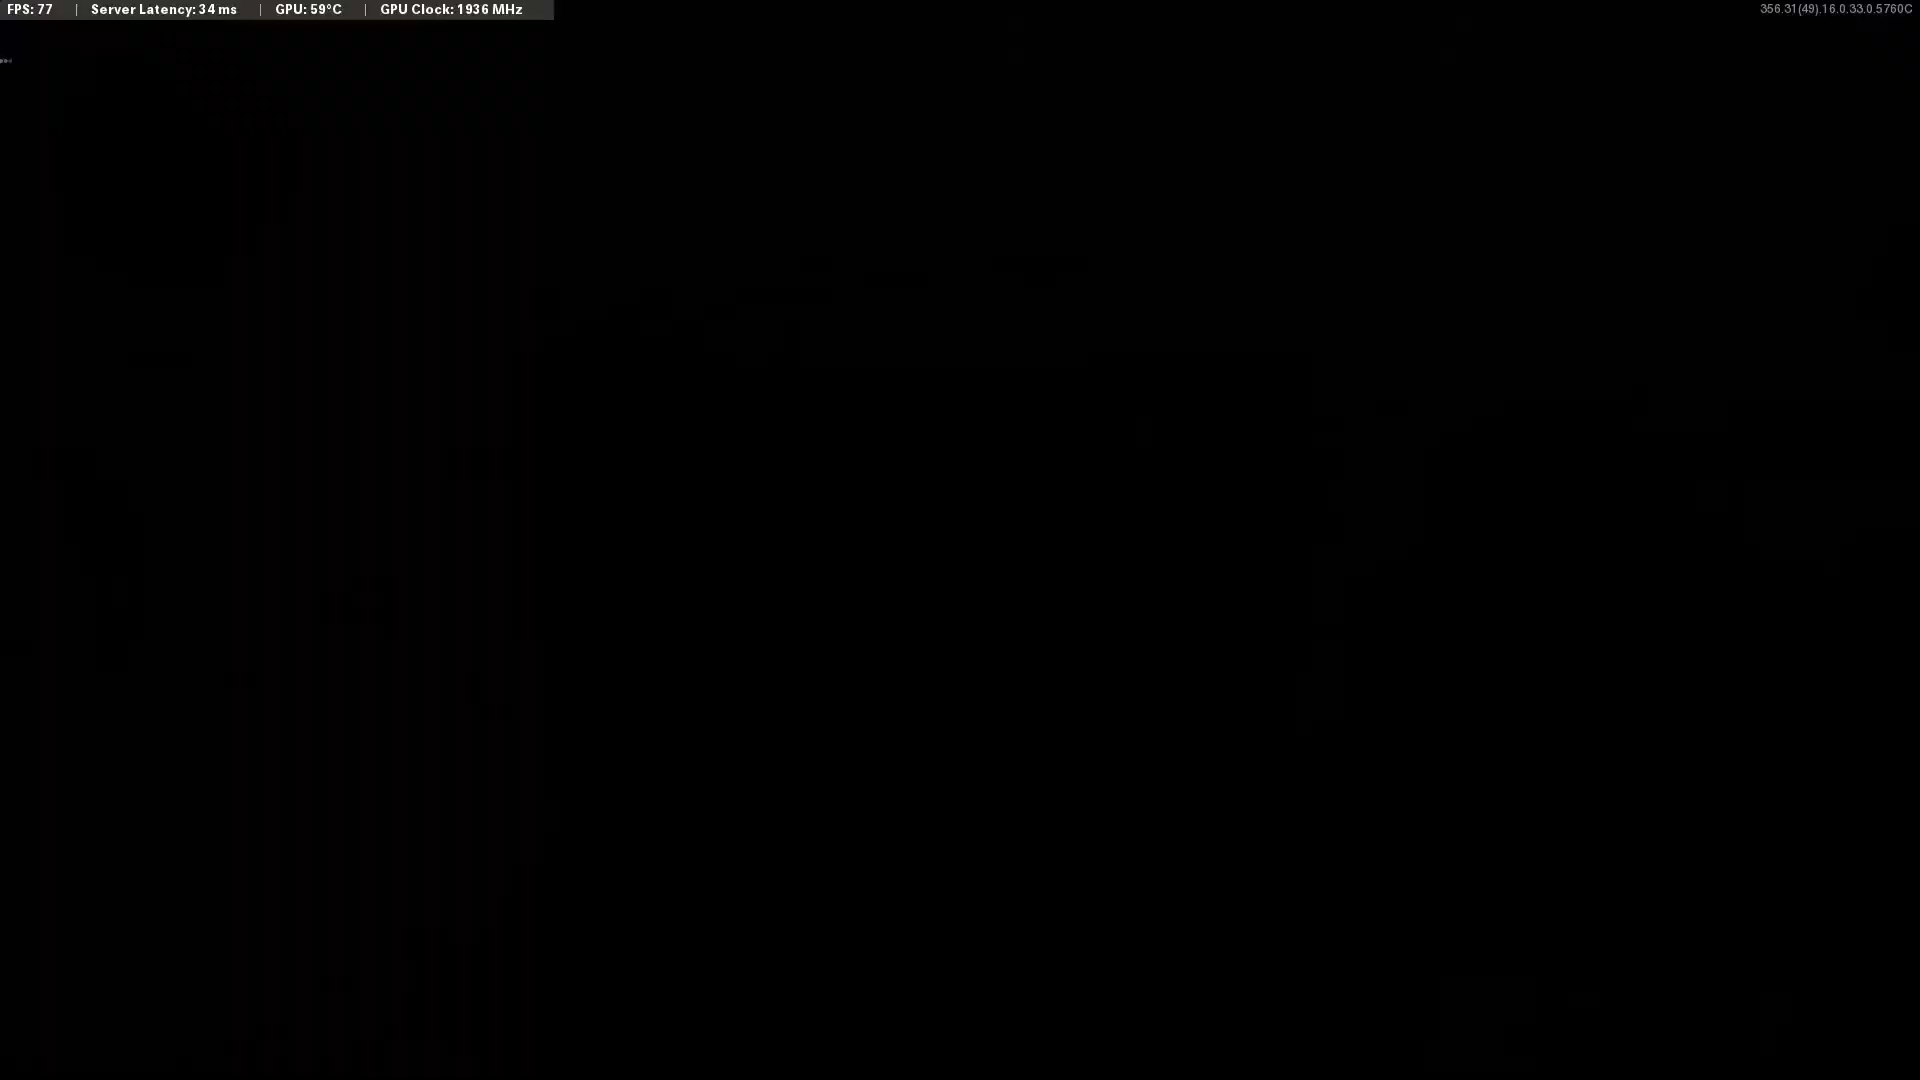 FPS: 77 | Server Latency: 34 ms | GPU: 59°C | GPU Clock: 1936 MHz
356.31(49).16.0.33.0.5760C